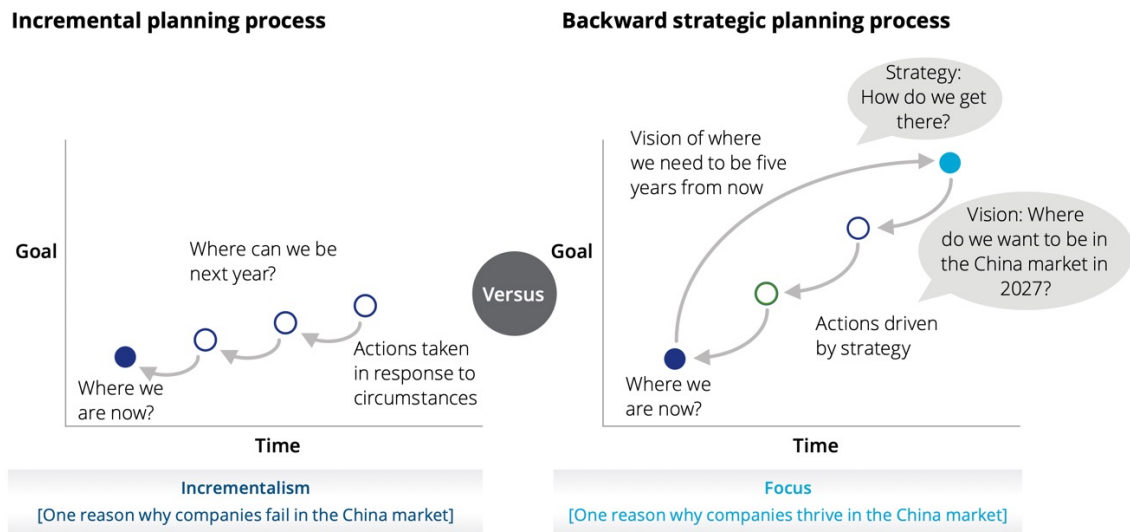 Incremental planning process
Goal
Where can we be
next year?
Where we
are now?
Actions taken
in response to
circumstances
Time
Incrementalism
[One reason why companies fail in the China market]
Versus
Backward strategic planning process
Strategy:
How do we get
there?
Vision of where
we need to be five
years from now
Goal
Vision: Where
do we want to be in
the China market in
2027?
Actions driven
by strategy
Where we
are now?
Time
Focus
[One reason why companies thrive in the China market]